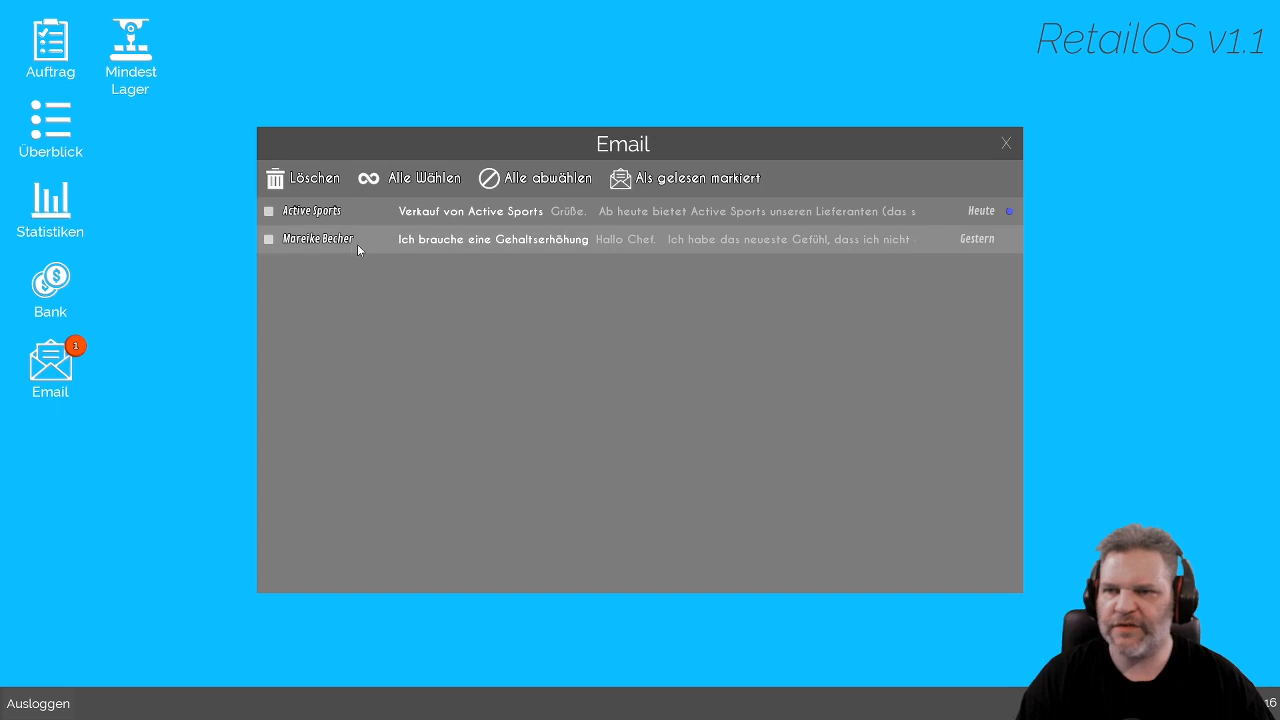 RetailOS v1.1
Auftrag
Mindest
Lager
Überblick
Statistiken
Bank
1
Email
Email
X
Löschen
Alle Wählen
Alle abwählen
Als gelesen markiert
Active Sports Verkauf von Active Sports Grüße. Ab heute bietet Active Sports unseren Lieferanten (das s Heute
Mareike Becher Ich brauche eine Gehaltserhöhung Hallo Chef. Ich habe das neueste Gefühl, dass ich nicht Gestern
Ausloggen
16